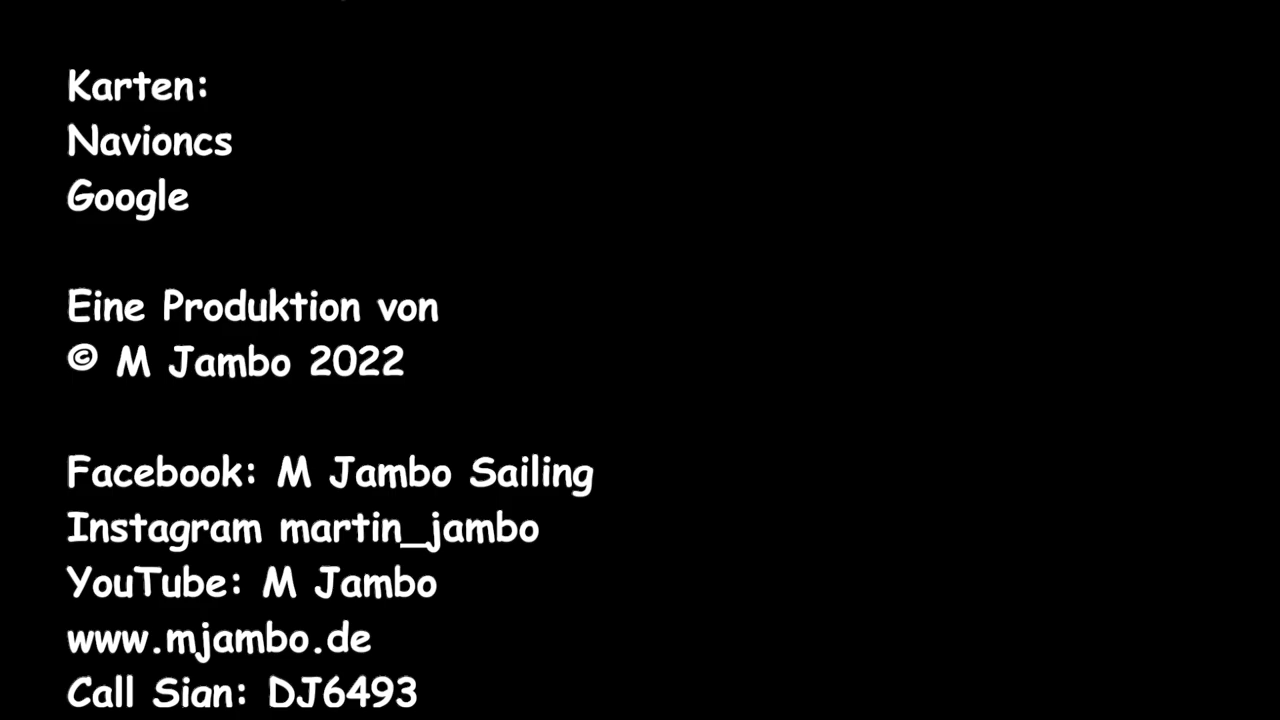 Karten:
Navioncs
Google
Eine Produktion von
© M Jambo 2022
Facebook: M Jambo Sailing
Instagram martin_jambo
YouTube: M Jambo
www.mjambo.de
Call Sign: DJ6493